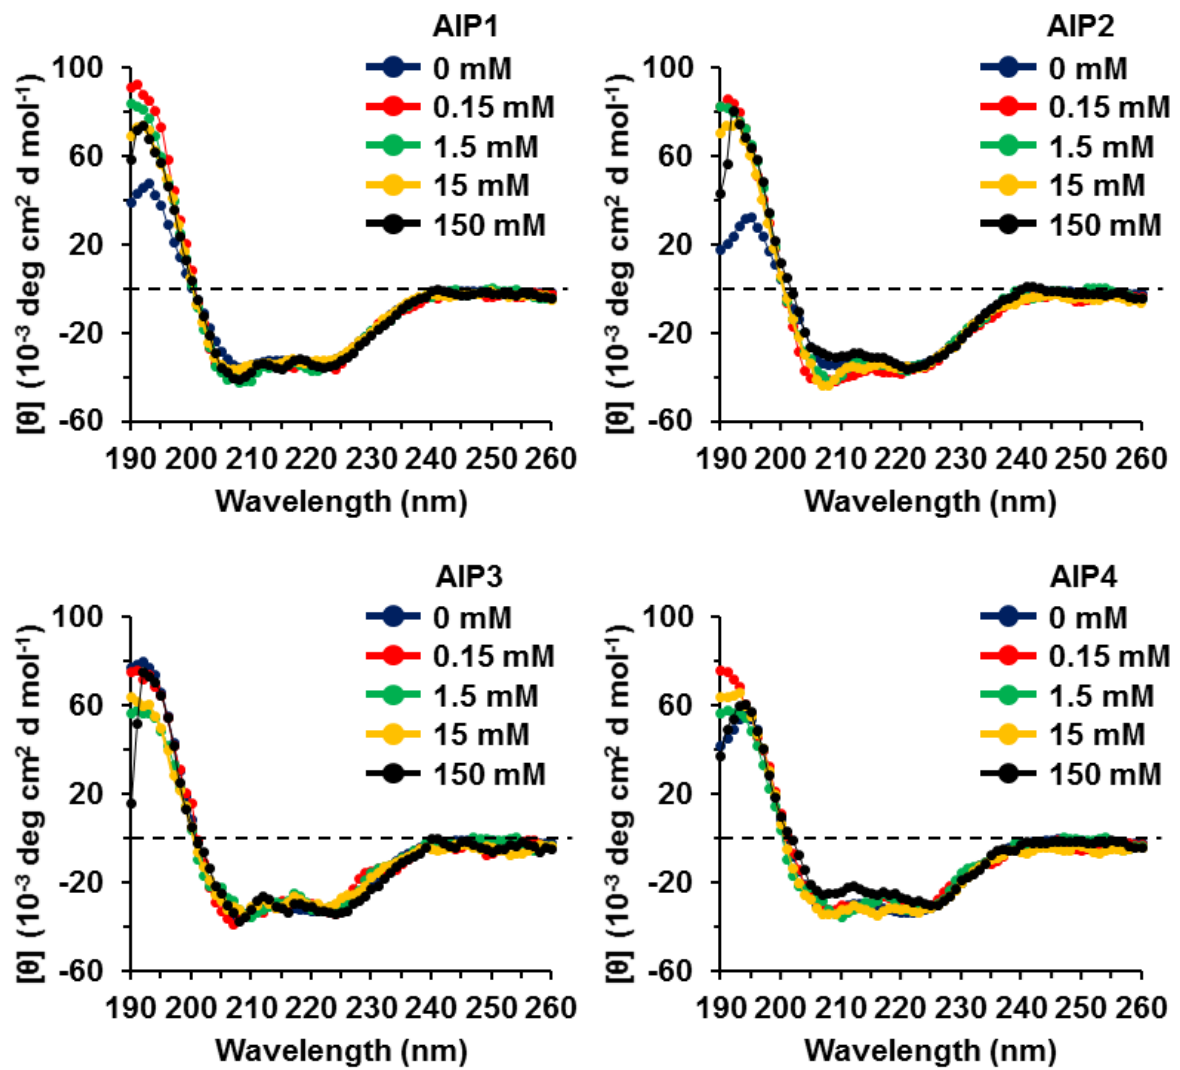 AIP1
0 mM
0.15 mM
1.5 mM
15 mM
150 mM
100
60
20
-20
-60
[θ] (10-3 deg cm2 d mol-1)
190 200 210 220 230 240 250 260
Wavelength (nm)
AIP2
0 mM
0.15 mM
1.5 mM
15 mM
150 mM
100
60
20
-20
-60
[θ] (10-3 deg cm2 d mol-1)
190 200 210 220 230 240 250 260
Wavelength (nm)
AIP3
0 mM
0.15 mM
1.5 mM
15 mM
150 mM
100
60
20
-20
-60
[θ] (10-3 deg cm2 d mol-1)
190 200 210 220 230 240 250 260
Wavelength (nm)
AIP4
0 mM
0.15 mM
1.5 mM
15 mM
150 mM
100
60
20
-20
-60
[θ] (10-3 deg cm2 d mol-1)
190 200 210 220 230 240 250 260
Wavelength (nm)